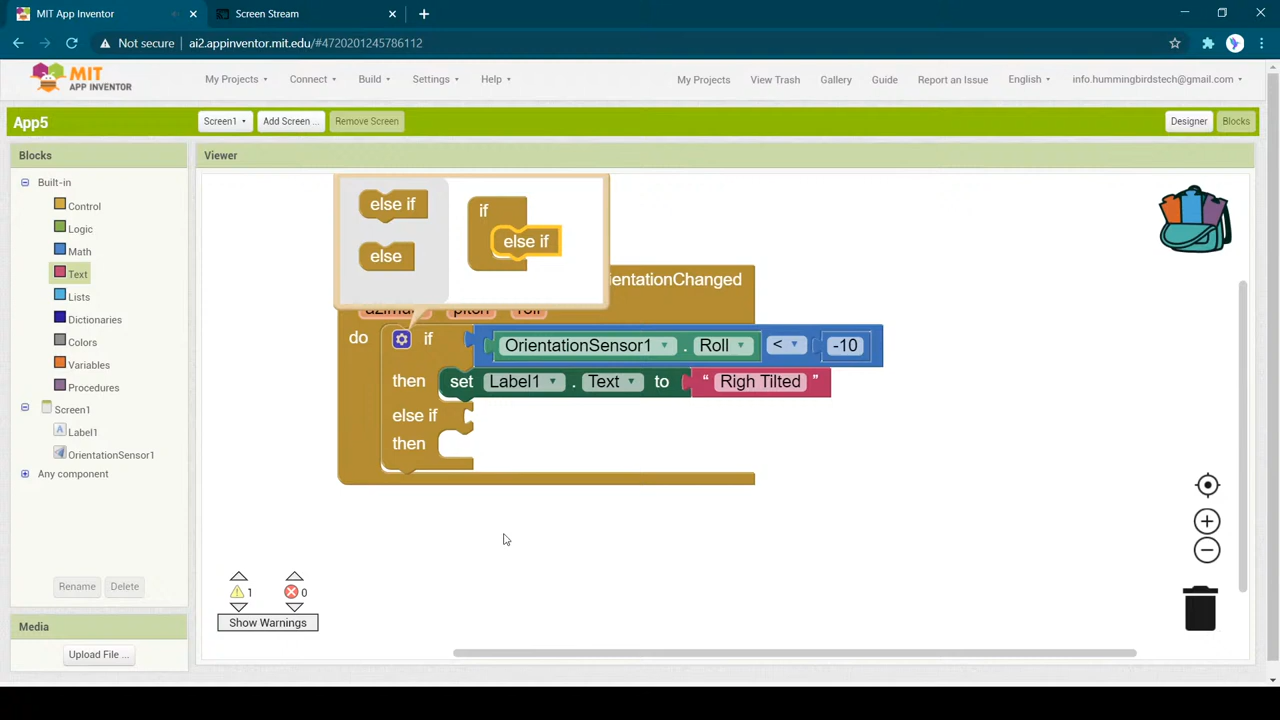 MIT App Inventor
Screen Stream
Not secure
ai2.appinventor.mit.edu/#4720201245786112
MIT
APP INVENTOR
My Projects
Connect
Build
Settings
Help
My Projects
View Trash
Gallery
Guide
Report an Issue
English
info.hummingbirdstech@gmail.com
App5
Screen1
Add Screen ...
Remove Screen
Designer
Blocks
Blocks
Viewer
Built-in
Control
Logic
Math
Text
Lists
Dictionaries
Colors
Variables
Procedures
Screen1
Label1
OrientationSensor1
Any component
Rename
Delete
Media
Upload File ...
else if
else
if
else if
ientationChanged
pitch
roll
do
if
OrientationSensor1 . Roll < -10
then
set Label1 . Text to “ Righ Tilted ”
else if
then
1
0
Show Warnings